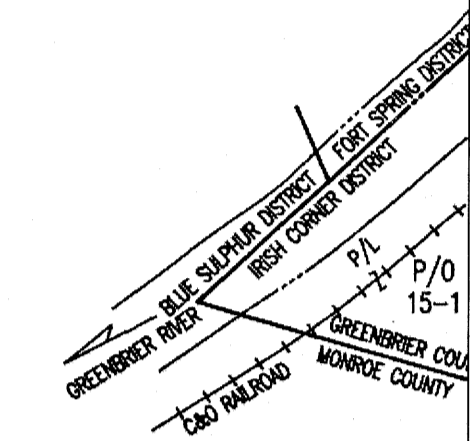 FORT SPRING DISTRICT
BLUE SULPHUR DISTRICT
IRISH CORNER DISTRICT
P/L
P/O
15-1
GREENBRIER RIVER
GREENBRIER COU
MONROE COUNTY
C&O RAILROAD